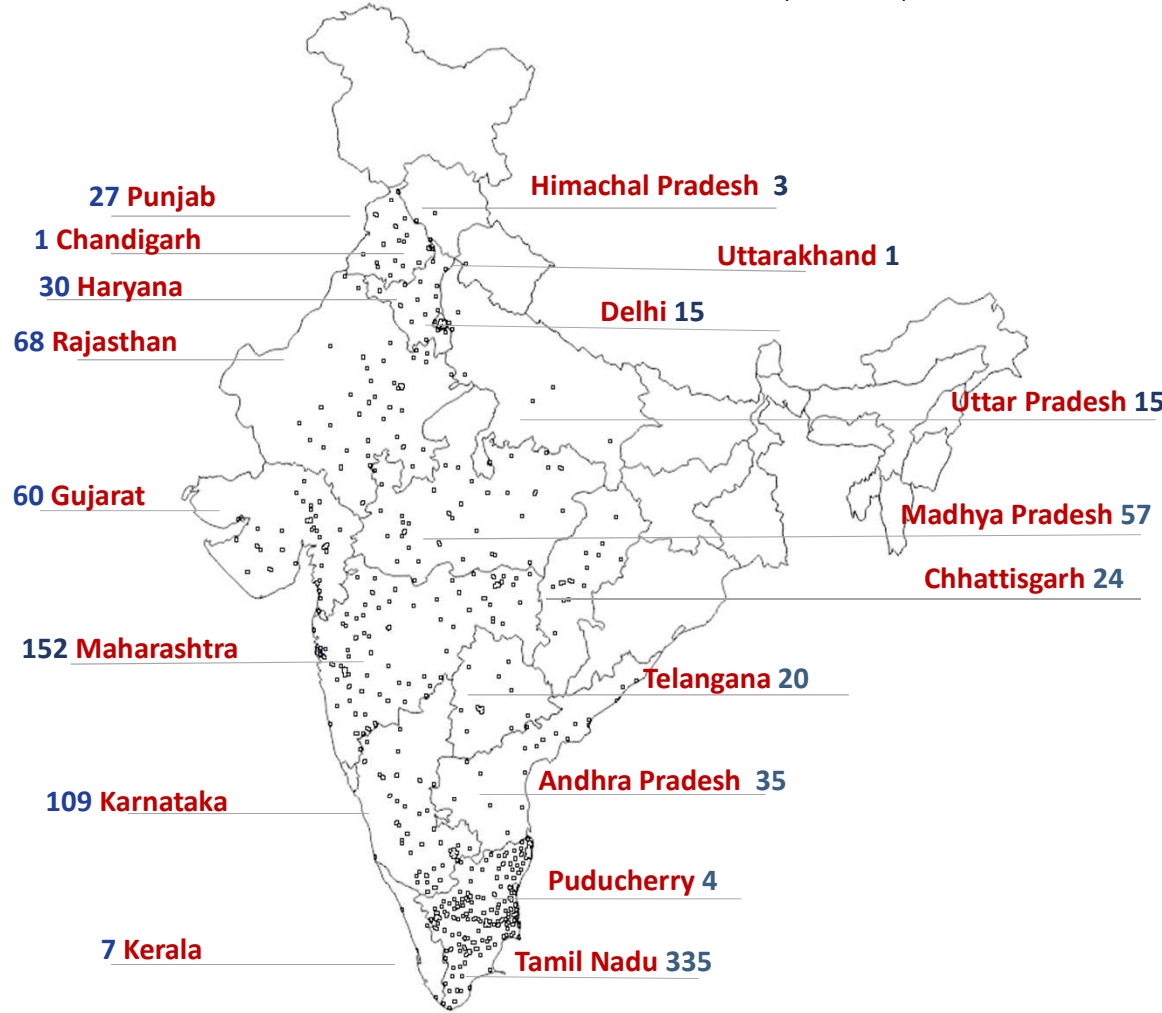 27 Punjab
Himachal Pradesh 3
1 Chandigarh
Uttarakhand 1
30 Haryana
Delhi 15
68 Rajasthan
Uttar Pradesh 15
60 Gujarat
Madhya Pradesh 57
Chhattisgarh 24
152 Maharashtra
Telangana 20
Andhra Pradesh 35
109 Karnataka
Puducherry 4
7 Kerala
Tamil Nadu 335